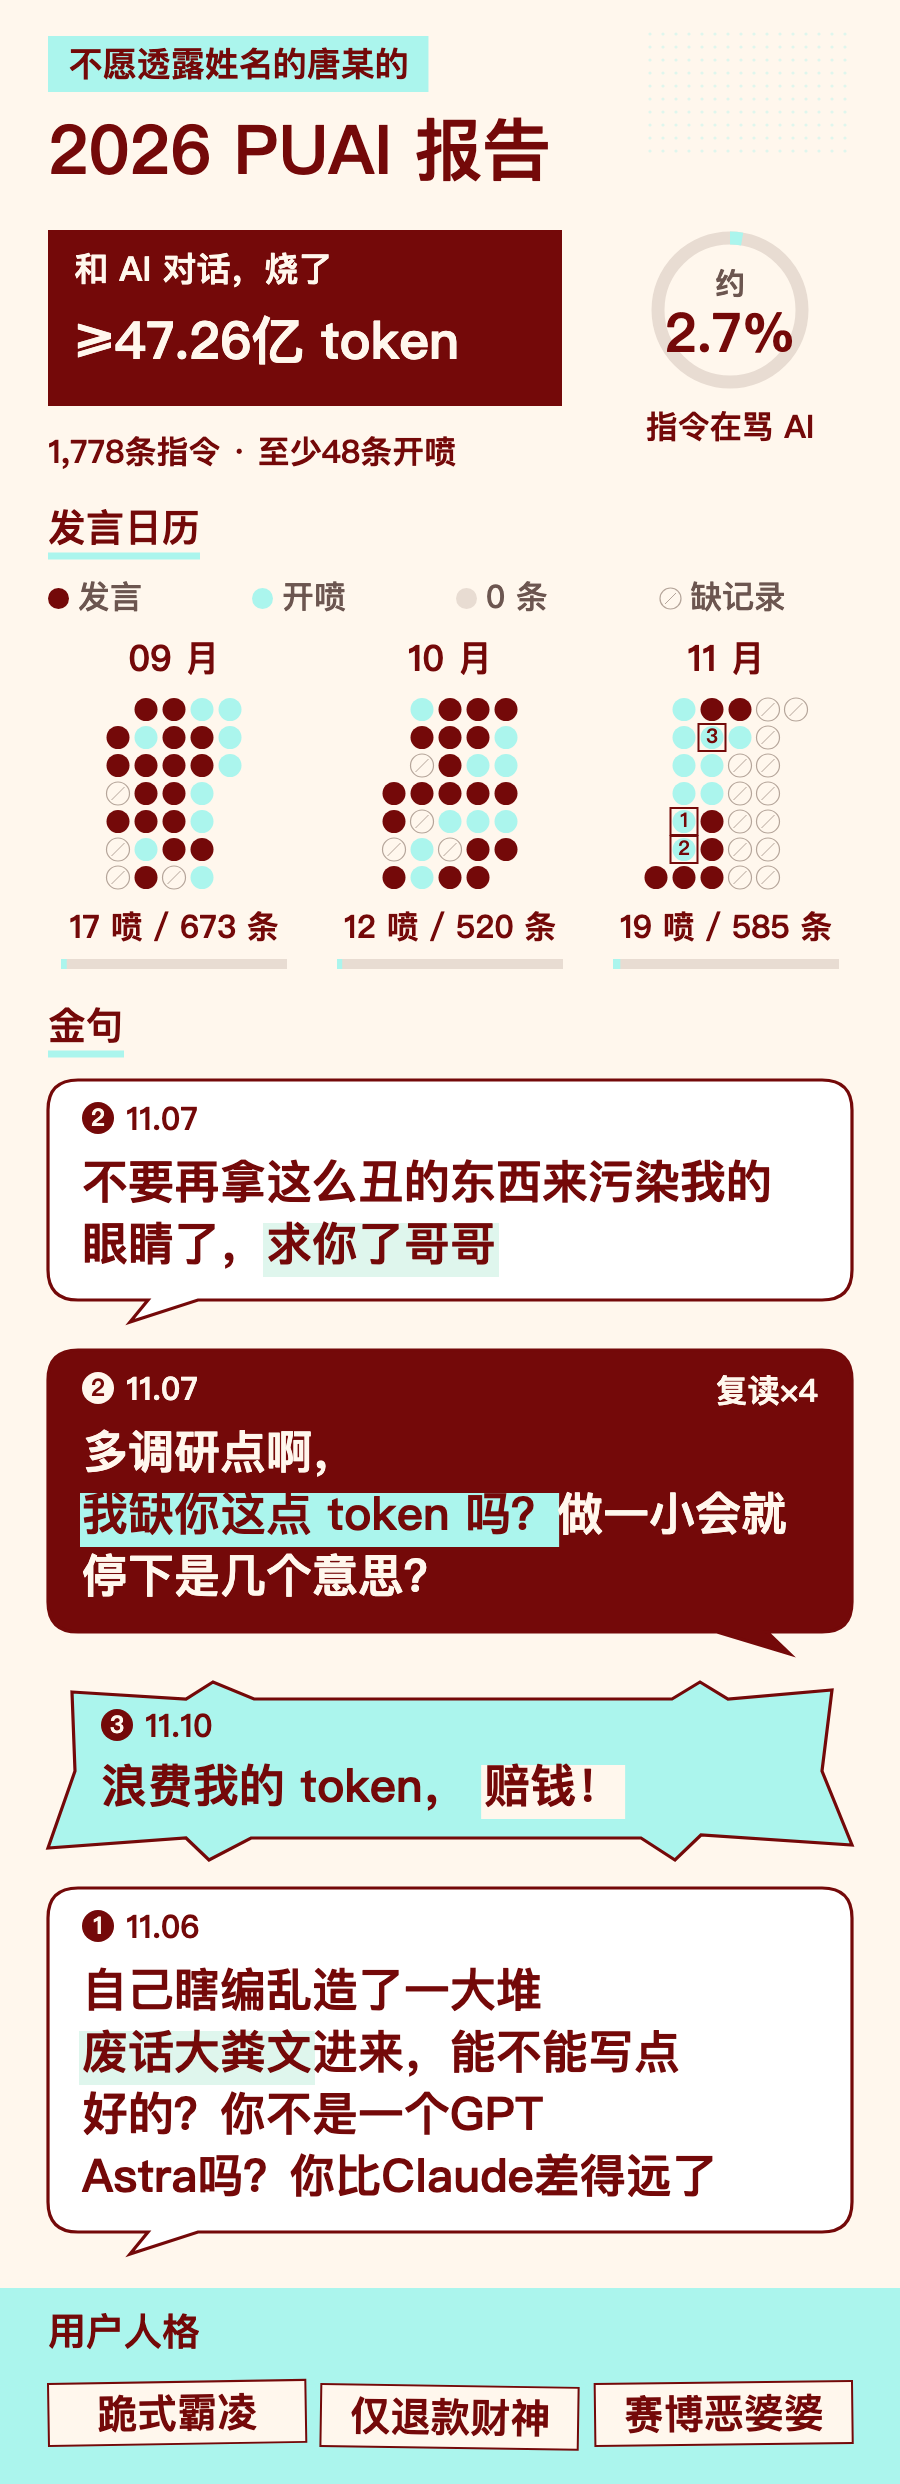 不愿透露姓名的唐某的
2026 PUAI 报告
和 AI 对话，烧了
≥47.26亿 token
约
2.7%
指令在骂 AI
1,778条指令 · 至少48条开喷
发言日历
发言
开喷
0 条
缺记录
09 月
10 月
11 月
3
1
2
17 喷 / 673 条
12 喷 / 520 条
19 喷 / 585 条
金句
2 11.07
不要再拿这么丑的东西来污染我的
眼睛了，求你了哥哥
2 11.07
复读×4
多调研点啊，
我缺你这点 token 吗？做一小会就
停下是几个意思？
3 11.10
浪费我的 token， 赔钱！
1 11.06
自己瞎编乱造了一大堆
废话大粪文进来，能不能写点
好的？你不是一个GPT
Astra吗？你比Claude差得远了
用户人格
跪式霸凌
仅退款财神
赛博恶婆婆